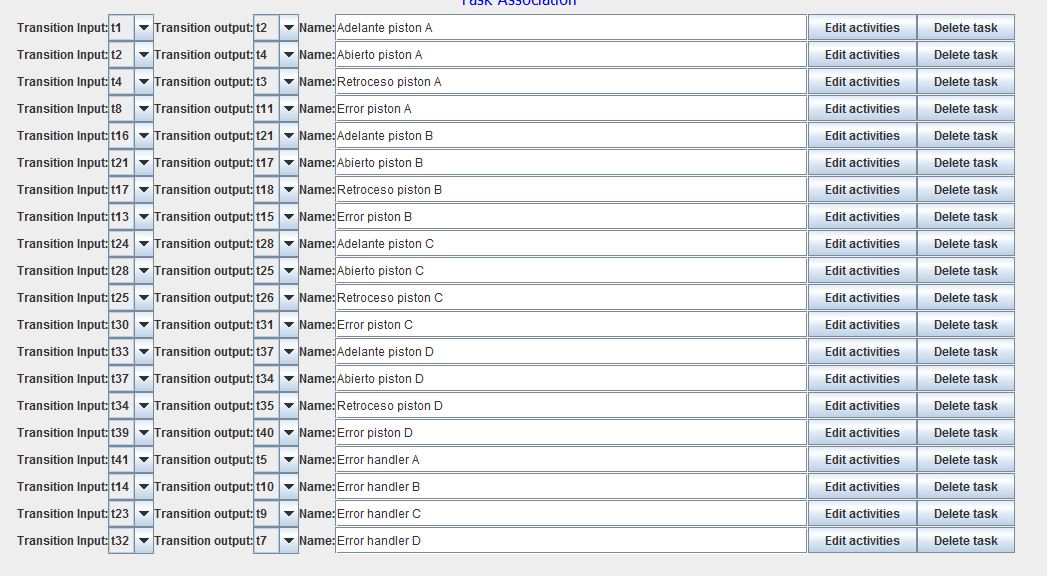 Task Association
Transition Input: t1 Transition output: t2 Name: Adelante piston A Edit activities Delete task
Transition Input: t2 Transition output: t4 Name: Abierto piston A Edit activities Delete task
Transition Input: t4 Transition output: t3 Name: Retroceso piston A Edit activities Delete task
Transition Input: t8 Transition output: t11 Name: Error piston A Edit activities Delete task
Transition Input: t16 Transition output: t21 Name: Adelante piston B Edit activities Delete task
Transition Input: t21 Transition output: t17 Name: Abierto piston B Edit activities Delete task
Transition Input: t17 Transition output: t18 Name: Retroceso piston B Edit activities Delete task
Transition Input: t13 Transition output: t15 Name: Error piston B Edit activities Delete task
Transition Input: t24 Transition output: t28 Name: Adelante piston C Edit activities Delete task
Transition Input: t28 Transition output: t25 Name: Abierto piston C Edit activities Delete task
Transition Input: t25 Transition output: t26 Name: Retroceso piston C Edit activities Delete task
Transition Input: t30 Transition output: t31 Name: Error piston C Edit activities Delete task
Transition Input: t33 Transition output: t37 Name: Adelante piston D Edit activities Delete task
Transition Input: t37 Transition output: t34 Name: Abierto piston D Edit activities Delete task
Transition Input: t34 Transition output: t35 Name: Retroceso piston D Edit activities Delete task
Transition Input: t39 Transition output: t40 Name: Error piston D Edit activities Delete task
Transition Input: t41 Transition output: t5 Name: Error handler A Edit activities Delete task
Transition Input: t14 Transition output: t10 Name: Error handler B Edit activities Delete task
Transition Input: t23 Transition output: t9 Name: Error handler C Edit activities Delete task
Transition Input: t32 Transition output: t7 Name: Error handler D Edit activities Delete task